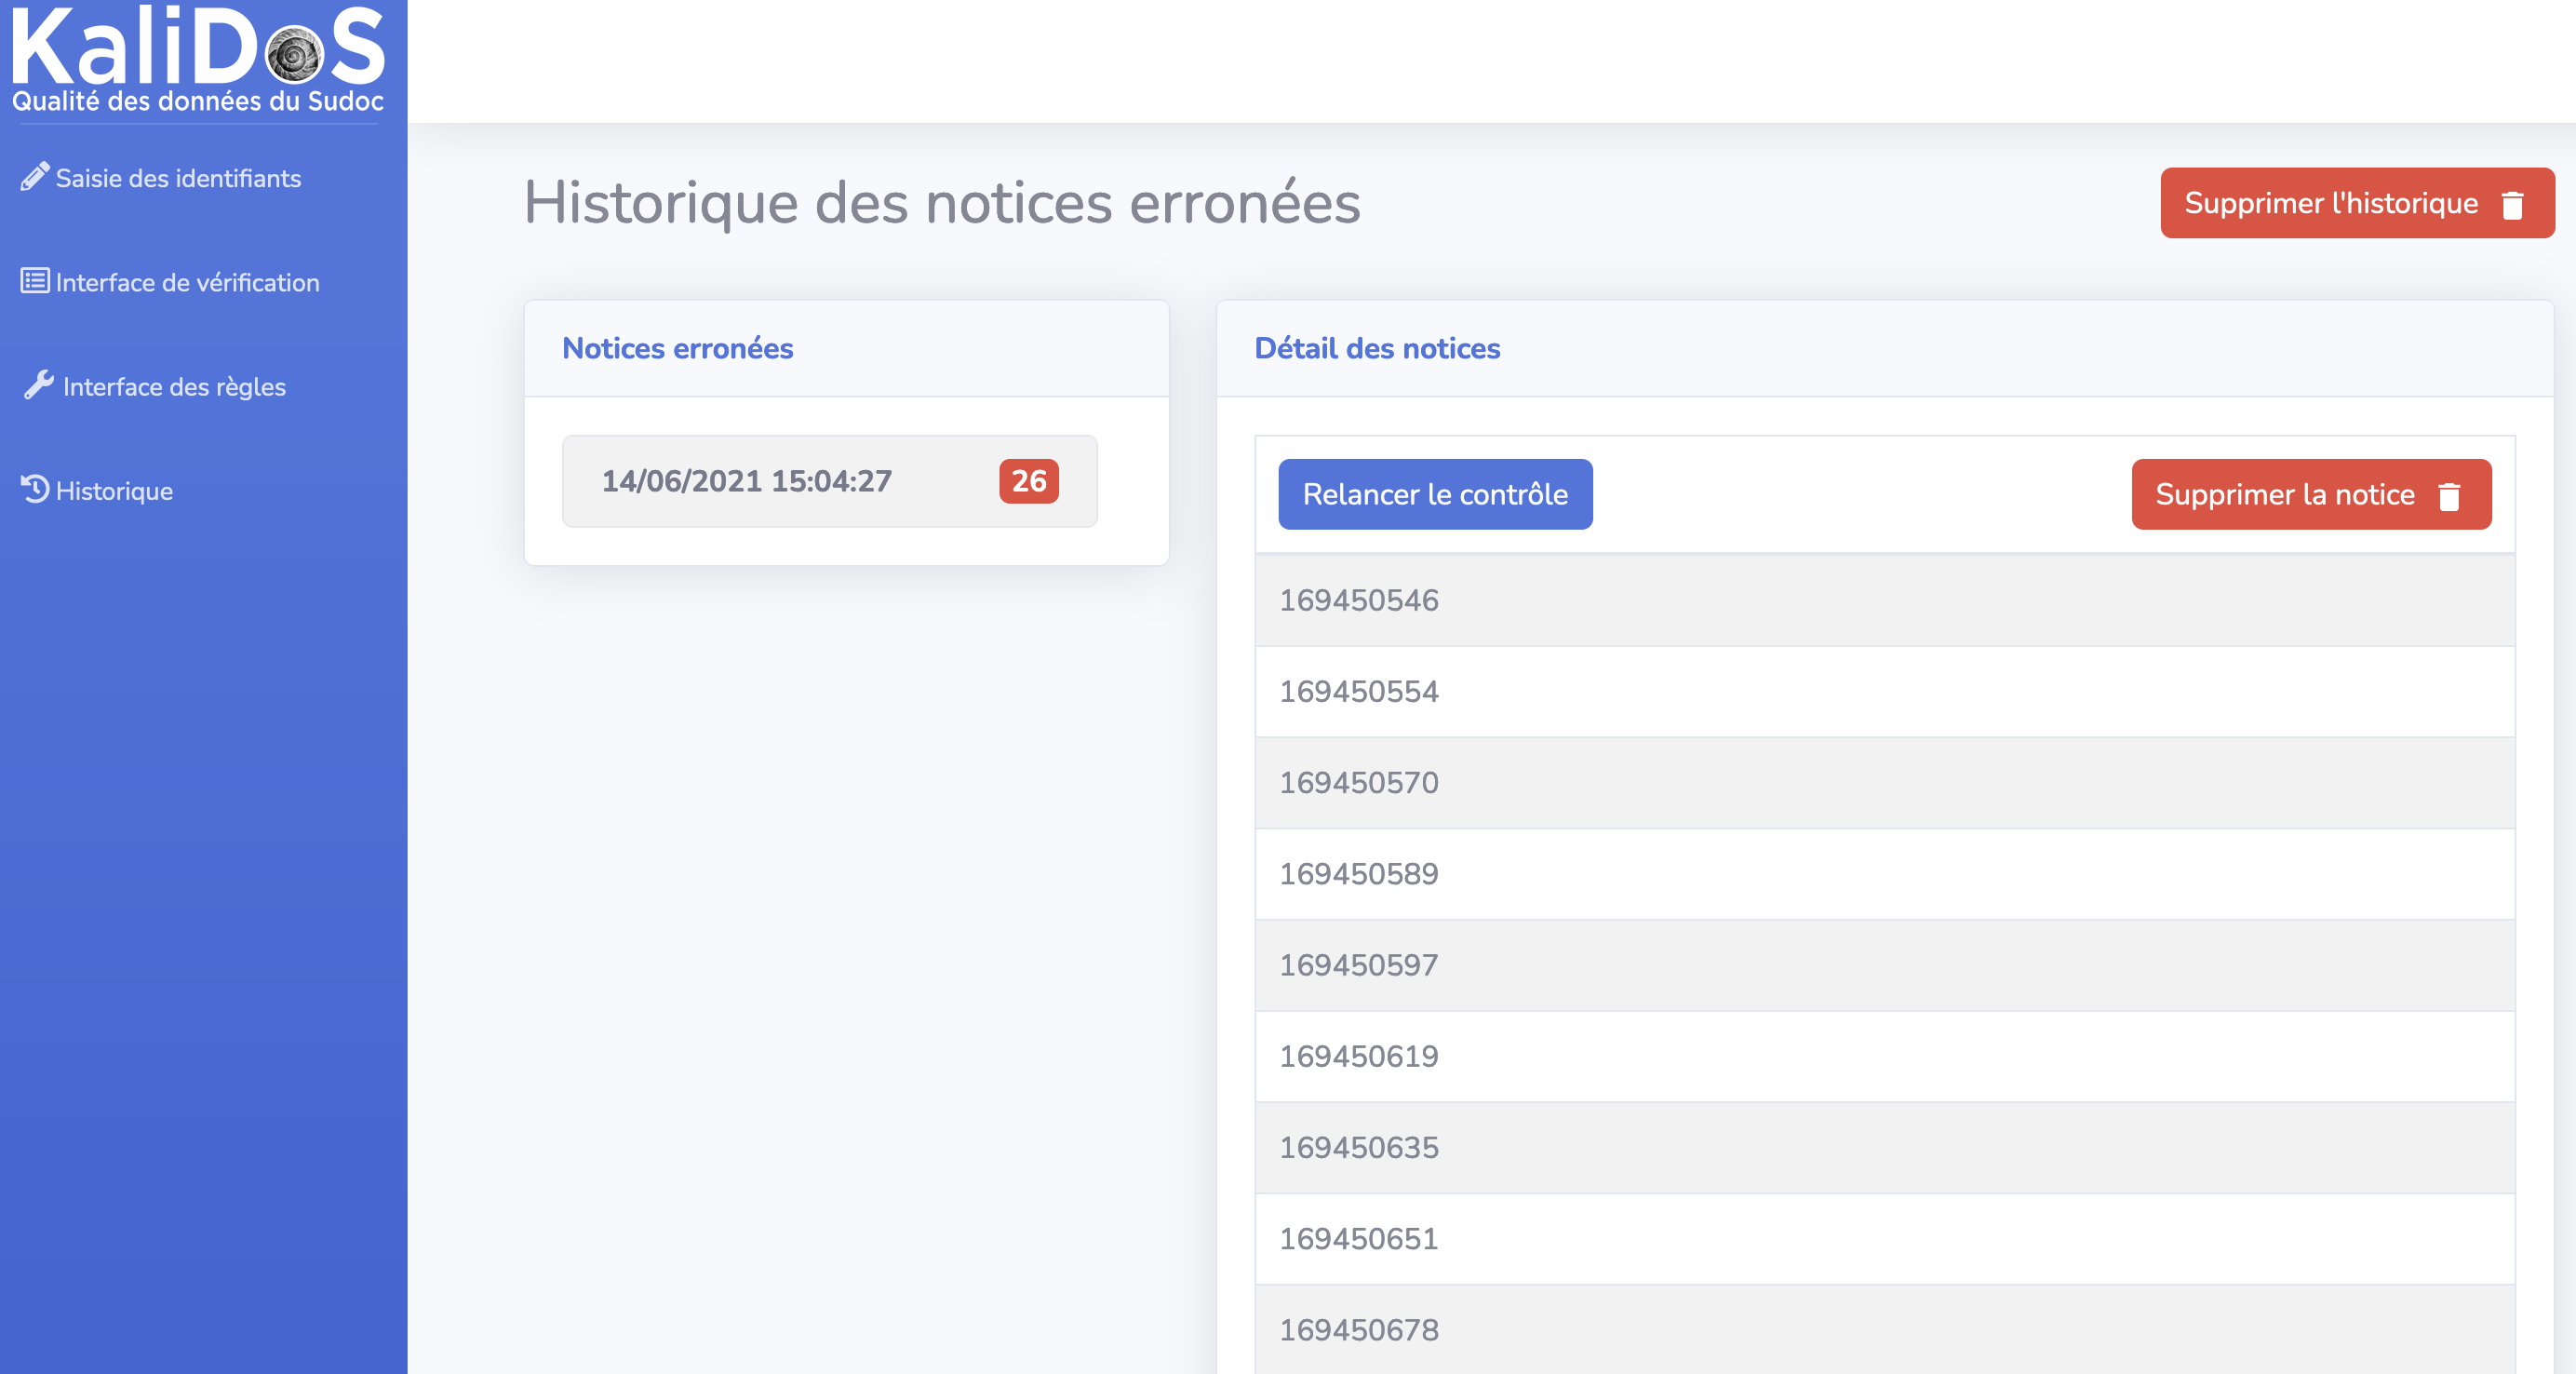 KaliDoS
Qualité des données du Sudoc
Saisie des identifiants
Interface de vérification
Interface des règles
Historique
Historique des notices erronées
Supprimer l'historique
Notices erronées
14/06/2021 15:04:27 26
Détail des notices
Relancer le contrôle
Supprimer la notice
169450546
169450554
169450570
169450589
169450597
169450619
169450635
169450651
169450678